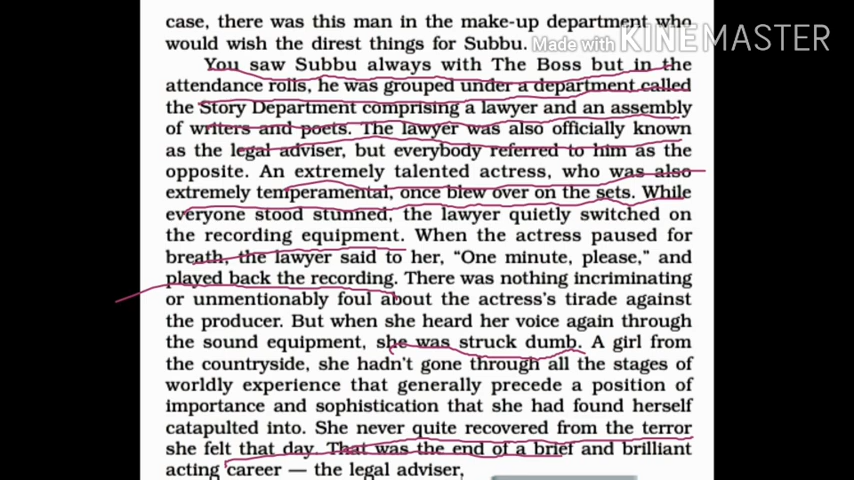 case, there was this man in the make-up department who
would wish the direst things for Subbu.
Made with KINEMASTER
You saw Subbu always with The Boss but in the
attendance rolls, he was grouped under a department called
the Story Department comprising a lawyer and an assembly
of writers and poets. The lawyer was also officially known
as the legal adviser, but everybody referred to him as the
opposite. An extremely talented actress, who was also
extremely temperamental, once blew over on the sets. While
everyone stood stunned, the lawyer quietly switched on
the recording equipment. When the actress paused for
breath, the lawyer said to her, “One minute, please,” and
played back the recording. There was nothing incriminating
or unmentionably foul about the actress's tirade against
the producer. But when she heard her voice again through
the sound equipment, she was struck dumb. A girl from
the countryside, she hadn't gone through all the stages of
worldly experience that generally precede a position of
importance and sophistication that she had found herself
catapulted into. She never quite recovered from the terror
she felt that day. That was the end of a brief and brilliant
acting career — the legal adviser,